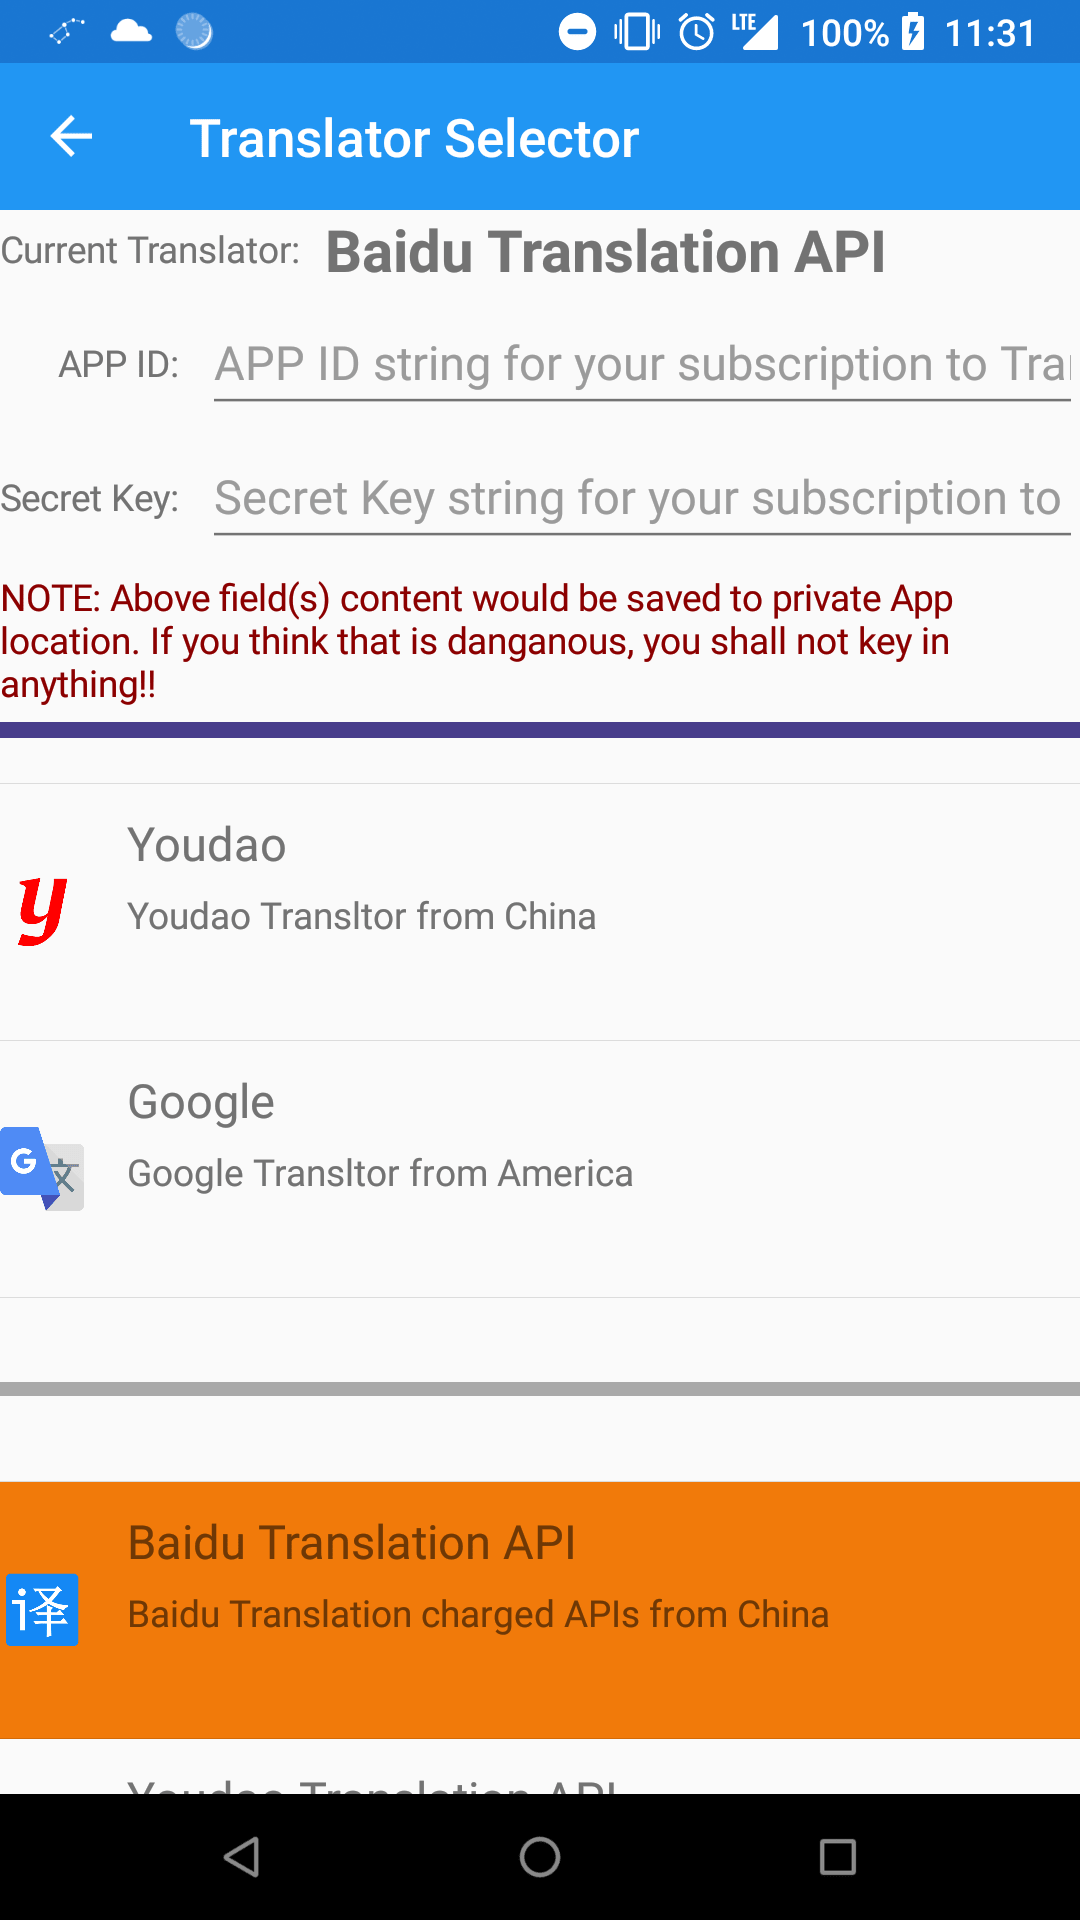 LTE 100% 11:31
Translator Selector
Current Translator: Baidu Translation API
APP ID: APP ID string for your subscription to Tra
Secret Key: Secret Key string for your subscription to
NOTE: Above field(s) content would be saved to private App
location. If you think that is danganous, you shall not key in
anything!!
y
Youdao
Youdao Transltor from China
G 文
Google
Google Transltor from America
译
Baidu Translation API
Baidu Translation charged APIs from China
Youdao Translation API